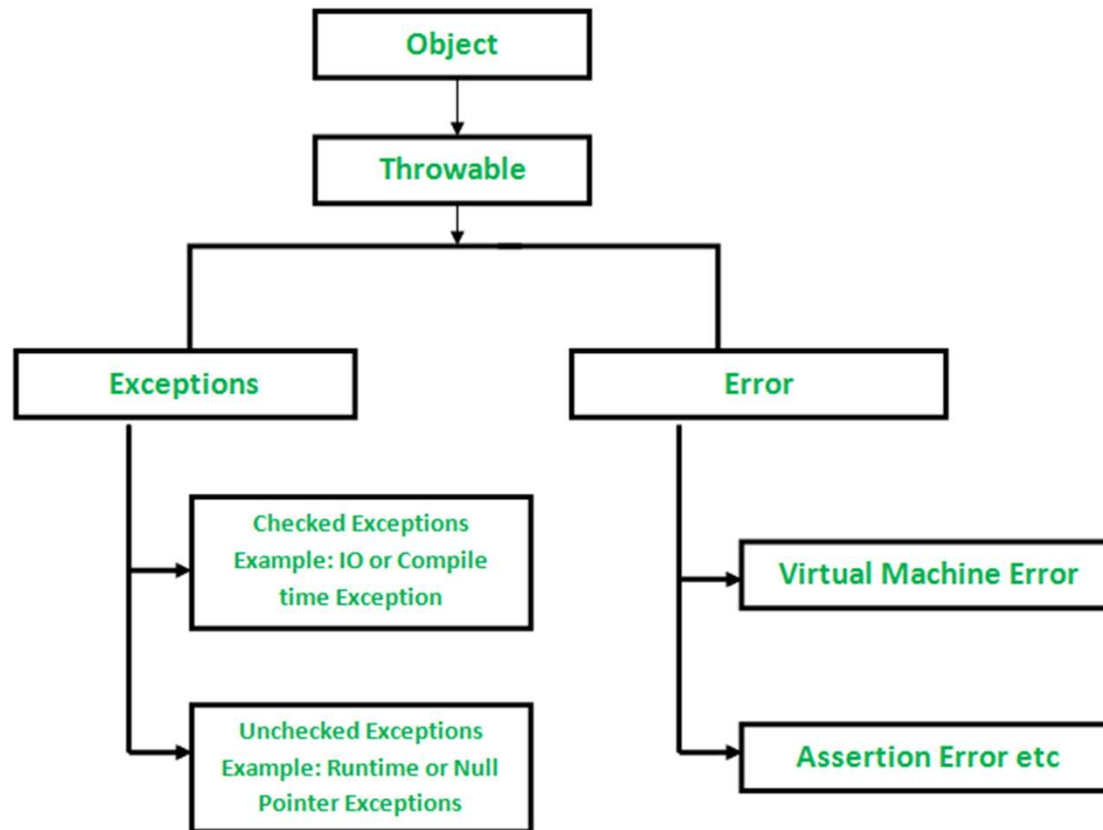 Object
Throwable
Exceptions
Error
Checked Exceptions
Example: IO or Compile
time Exception
Virtual Machine Error
Unchecked Exceptions
Example: Runtime or Null
Pointer Exceptions
Assertion Error etc